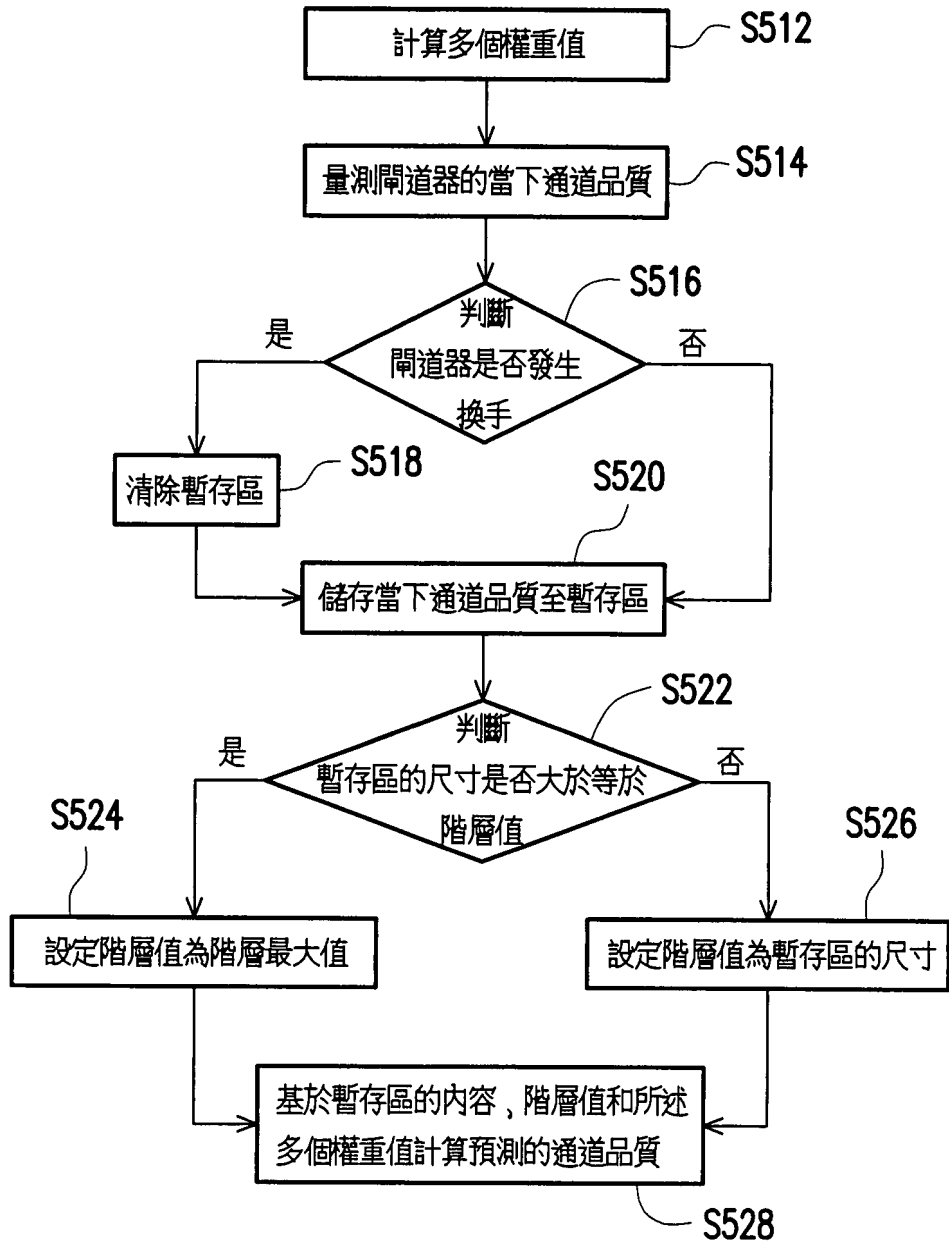 計算多個權重值
S512
量測閘道器的當下通道品質
S514
判斷
閘道器是否發生
換手
S516
是
否
清除暫存區
S518
儲存當下通道品質至暫存區
S520
判斷
暫存區的尺寸是否大於等於
階層值
S522
是
否
設定階層值為階層最大值
S524
設定階層值為暫存區的尺寸
S526
基於暫存區的內容、階層值和所述
多個權重值計算預測的通道品質
S528